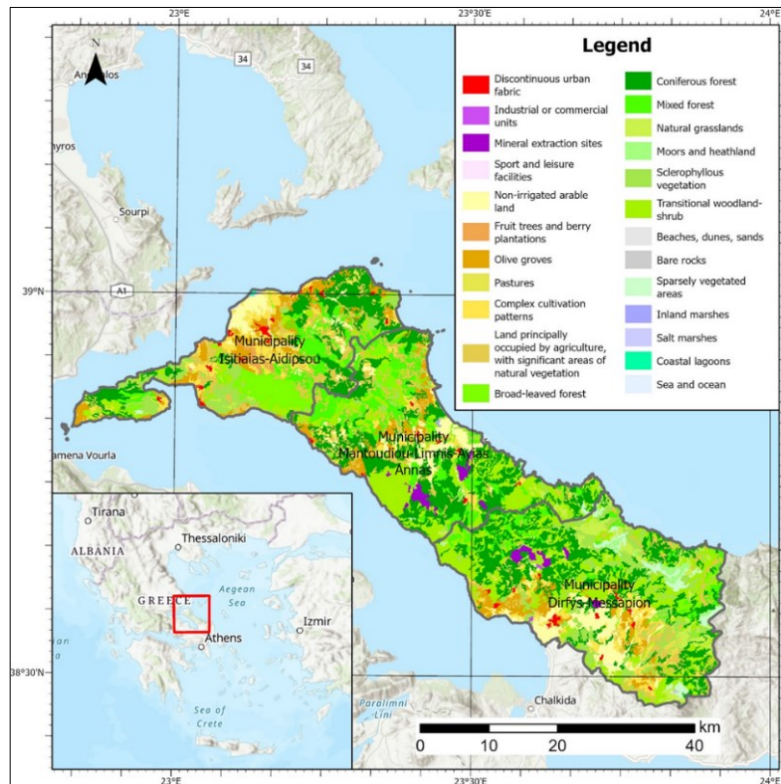 23°E
23°30'E
24°E
N
34
34
Sourpi
A1
39°N
Municipality
Istiaias-Aidipsou
Municipality
Mantoudiou-Limnis-Ayias
Annas
Municipality
Dirfys-Messapion
amena Vourla
Legend
Discontinuous urban
fabric
Industrial or commercial
units
Mineral extraction sites
Sport and leisure
facilities
Non-irrigated arable
land
Fruit trees and berry
plantations
Olive groves
Pastures
Complex cultivation
patterns
Land principally
occupied by agriculture,
with significant areas of
natural vegetation
Broad-leaved forest
Coniferous forest
Mixed forest
Natural grasslands
Moors and heathland
Sclerophyllous
vegetation
Transitional woodland-
shrub
Beaches, dunes, sands
Bare rocks
Sparsely vegetated
areas
Inland marshes
Salt marshes
Coastal lagoons
Sea and ocean
Tirana
ALBANIA
Thessaloniki
GREECE
Aegean
Sea
Izmir
Athens
Sea of
Crete
38°30'N
Paralimni
Lini
Chalkida
km
0 10 20 40
23°E
23°30'E